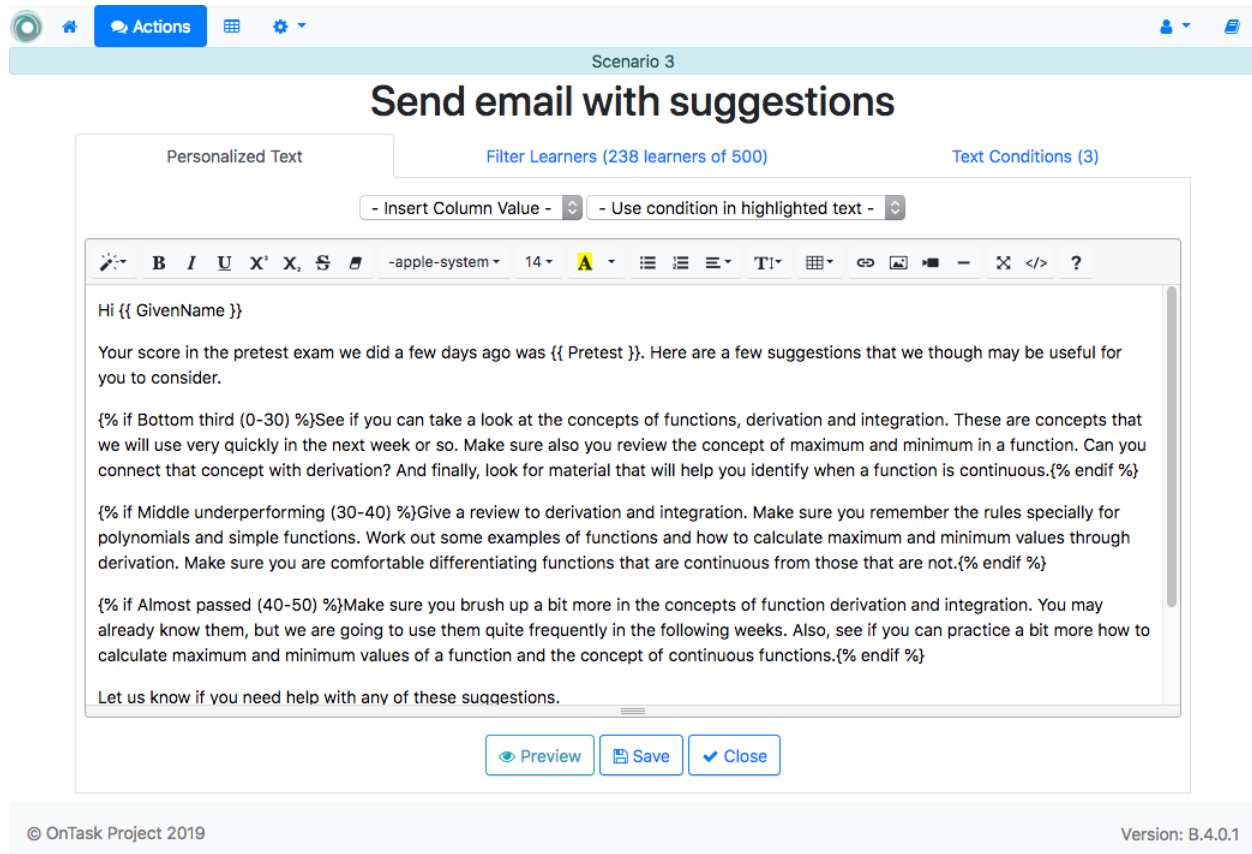 Actions
Scenario 3
Send email with suggestions
Personalized Text
Filter Learners (238 learners of 500)
Text Conditions (3)
- Insert Column Value -
- Use condition in highlighted text -
B I U X² X₂ S -apple-system 14 A TI </> ?
Hi {{ GivenName }}
Your score in the pretest exam we did a few days ago was {{ Pretest }}. Here are a few suggestions that we though may be useful for
you to consider.
{% if Bottom third (0-30) %}See if you can take a look at the concepts of functions, derivation and integration. These are concepts that
we will use very quickly in the next week or so. Make sure also you review the concept of maximum and minimum in a function. Can you
connect that concept with derivation? And finally, look for material that will help you identify when a function is continuous.{% endif %}
{% if Middle underperforming (30-40) %}Give a review to derivation and integration. Make sure you remember the rules specially for
polynomials and simple functions. Work out some examples of functions and how to calculate maximum and minimum values through
derivation. Make sure you are comfortable differentiating functions that are continuous from those that are not.{% endif %}
{% if Almost passed (40-50) %}Make sure you brush up a bit more in the concepts of function derivation and integration. You may
already know them, but we are going to use them quite frequently in the following weeks. Also, see if you can practice a bit more how to
calculate maximum and minimum values of a function and the concept of continuous functions.{% endif %}
Let us know if you need help with any of these suggestions.
Preview
Save
Close
© OnTask Project 2019
Version: B.4.0.1